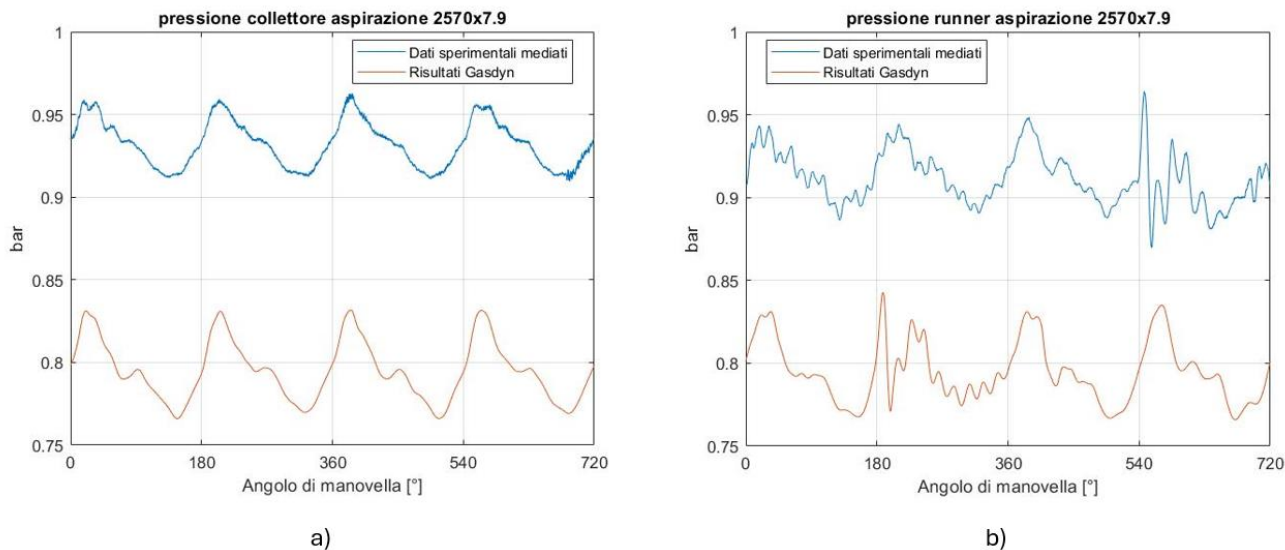 pressione collettore aspirazione 2570x7.9
Dati sperimentali mediati
Risultati Gasdyn
1
0.95
0.9
0.85
0.8
0.75
bar
0 180 360 540 720
Angolo di manovella [°]
a)
pressione runner aspirazione 2570x7.9
Dati sperimentali mediati
Risultati Gasdyn
1
0.95
0.9
0.85
0.8
0.75
bar
0 180 360 540 720
Angolo di manovella [°]
b)